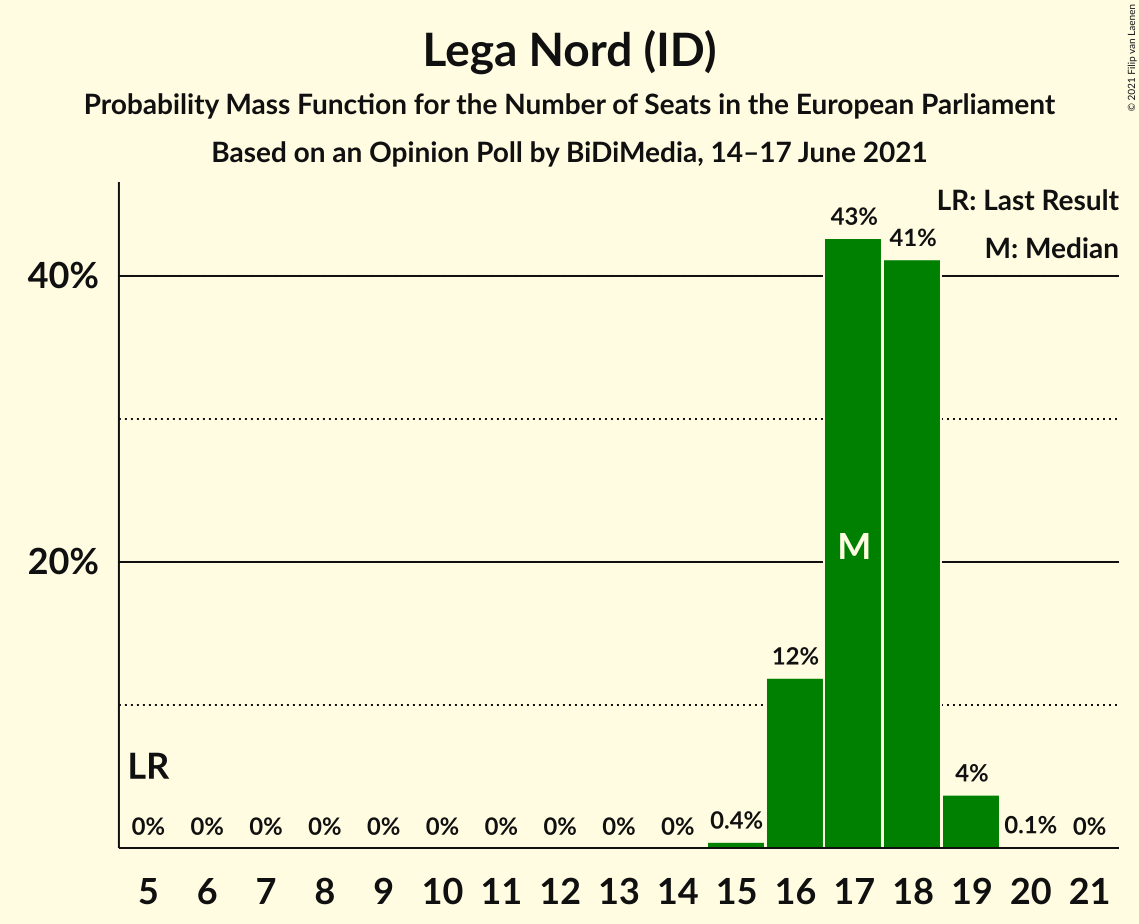 Lega Nord (ID)
Probability Mass Function for the Number of Seats in the European Parliament
Based on an Opinion Poll by BiDiMedia, 14–17 June 2021
© 2021 Filip van Laenen
LR: Last Result
M: Median
43%
41%
40%
20%
M
12%
LR
4%
0% 0% 0% 0% 0% 0% 0% 0% 0% 0% 0.4% 0.1% 0%
5 6 7 8 9 10 11 12 13 14 15 16 17 18 19 20 21